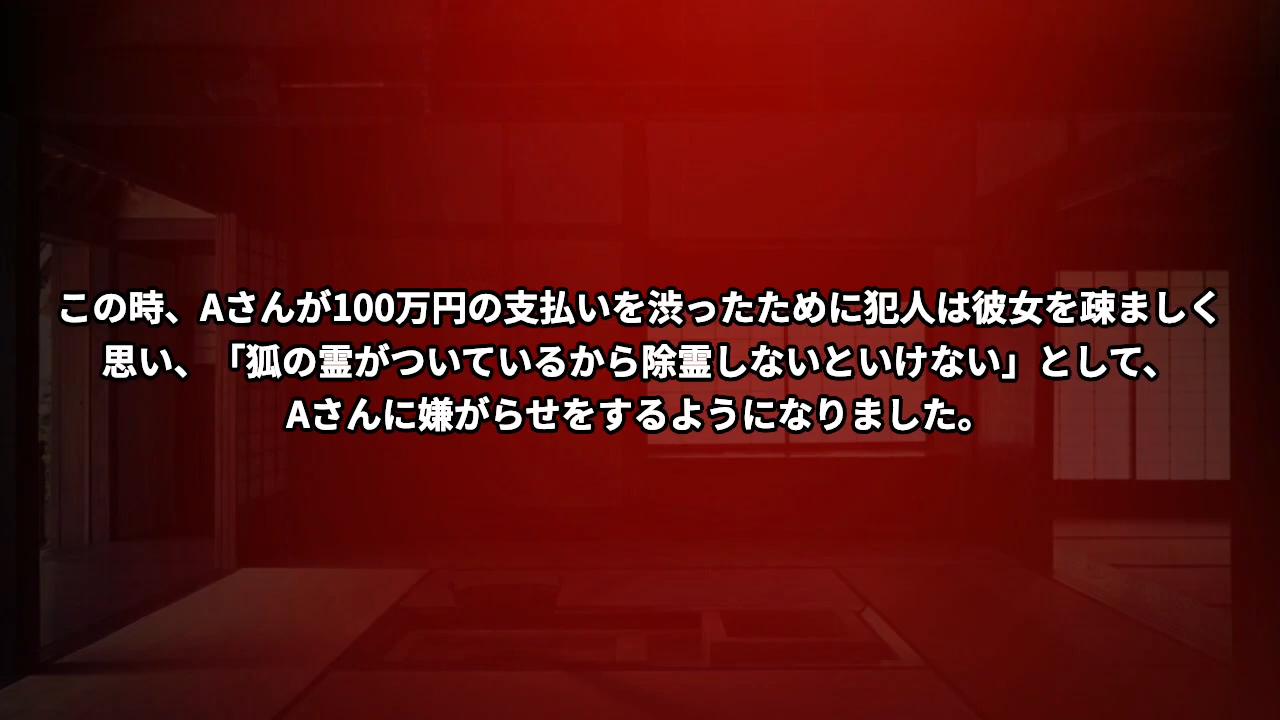 この時、Aさんが100万円の支払いを渋ったために犯人は彼女を疎ましく
思い、「狐の霊がついているから除霊しないといけない」として、
Aさんに嫌がらせをするようになりました。